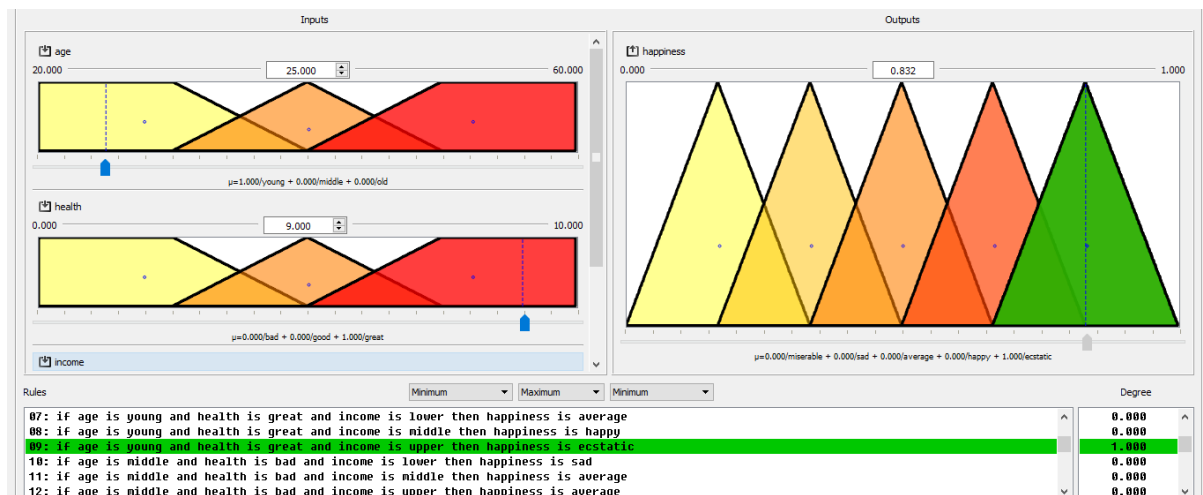 Inputs
Outputs
age
20.000 25.000 60.000
μ=1.000/young + 0.000/middle + 0.000/old
health
0.000 9.000 10.000
μ=0.000/bad + 0.000/good + 1.000/great
income
happiness
0.000 0.832 1.000
μ=0.000/miserable + 0.000/sad + 0.000/average + 0.000/happy + 1.000/ecstatic
Rules Minimum Maximum Minimum Degree
07: if age is young and health is great and income is lower then happiness is average 0.000
08: if age is young and health is great and income is middle then happiness is happy 0.000
09: if age is young and health is great and income is upper then happiness is ecstatic 1.000
10: if age is middle and health is bad and income is lower then happiness is sad 0.000
11: if age is middle and health is bad and income is middle then happiness is average 0.000
12: if age is middle and health is bad and income is upper then happiness is average 0.000